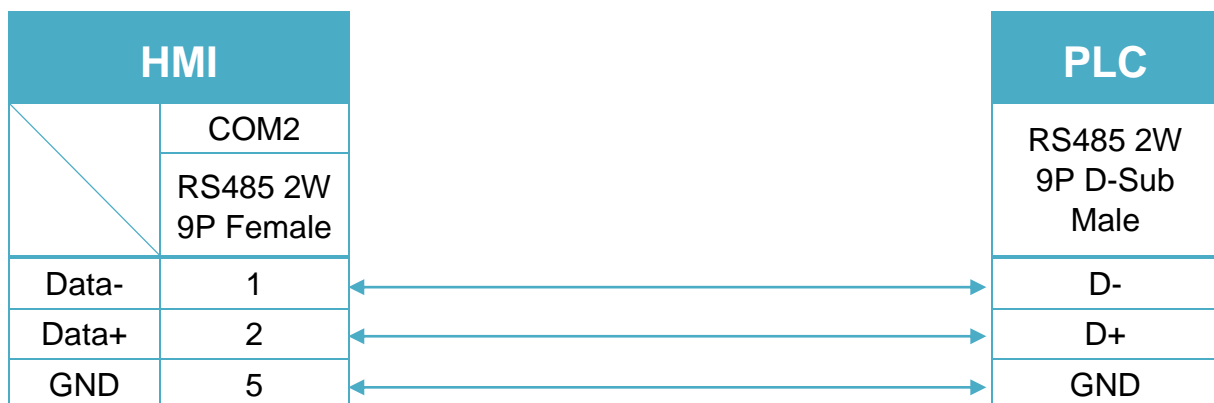 HMI
PLC
COM2
RS485 2W
9P Female
RS485 2W
9P D-Sub
Male
Data- 1 D-
Data+ 2 D+
GND 5 GND